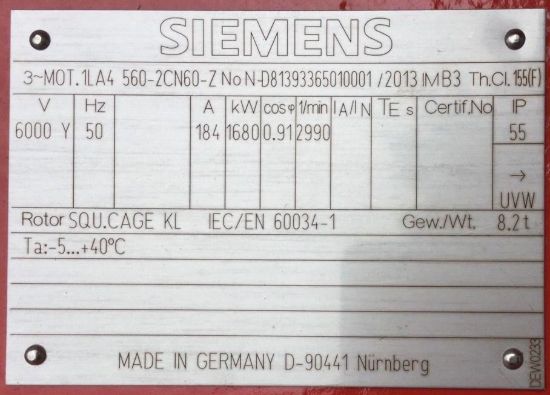 SIEMENS
3~MOT. 1LA4 560-2CN60-Z No N-D81393365010001 /2013 IM B3 Th.Cl. 155(F)
V Hz A kW cosφ 1/min IA/IN TE s Certif.No IP
6000 Y 50 184 1680 0.91 2990 55
→
UVW
Rotor SQU.CAGE KL IEC/EN 60034-1 Gew./Wt. 8.2 t
Ta:-5...+40°C
MADE IN GERMANY D-90441 Nürnberg
DEW0233